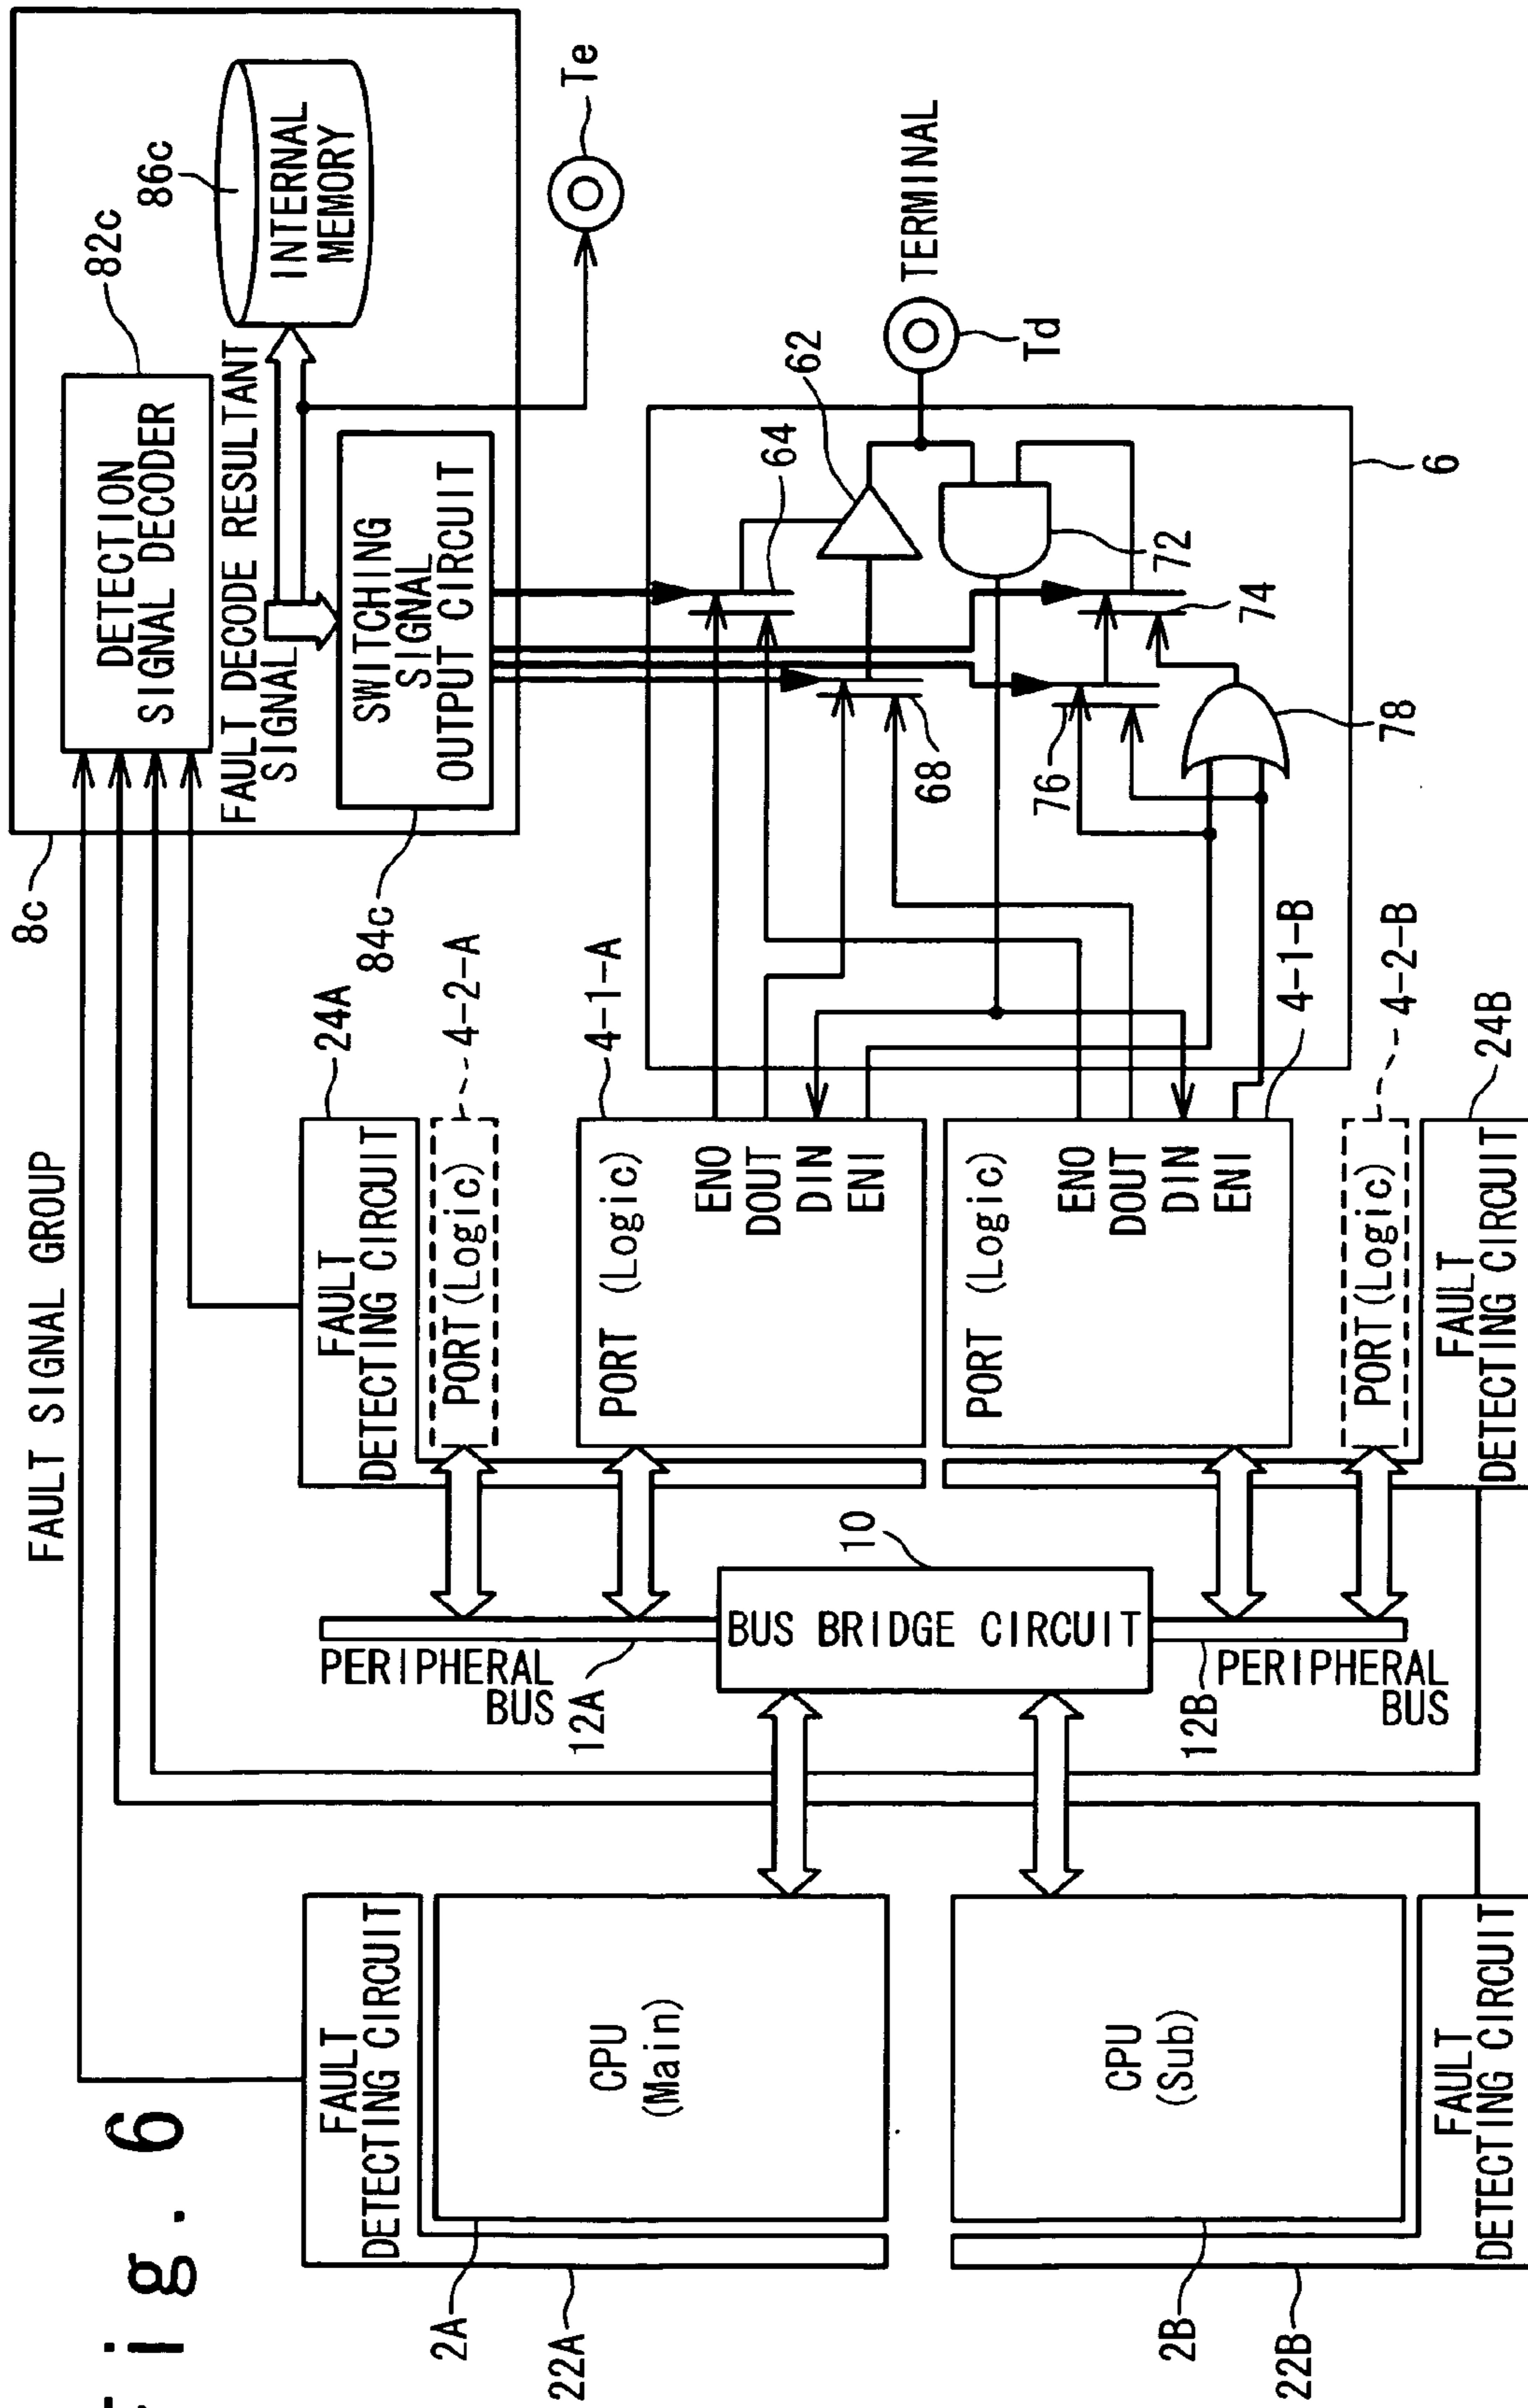 Fig. 6
FAULT SIGNAL GROUP
8c
82c
DETECTION
SIGNAL DECODER
86c
INTERNAL
MEMORY
FAULT DECODE RESULTANT
SIGNAL
84c
SWITCHING
SIGNAL
OUTPUT CIRCUIT
Te
22A
FAULT
DETECTING CIRCUIT
2A
CPU
(Main)
2B
CPU
(Sub)
22B
FAULT
DETECTING CIRCUIT
PERIPHERAL
BUS
12A
10
BUS BRIDGE CIRCUIT
12B
PERIPHERAL
BUS
24A
FAULT
DETECTING CIRCUIT
4-2-A
PORT(Logic)
4-1-A
PORT (Logic)
ENO
DOUT
DIN
ENI
4-1-B
PORT (Logic)
ENO
DOUT
DIN
ENI
4-2-B
PORT(Logic)
24B
FAULT
DETECTING CIRCUIT
62
64
68
TERMINAL
Td
72
74
76
78
6